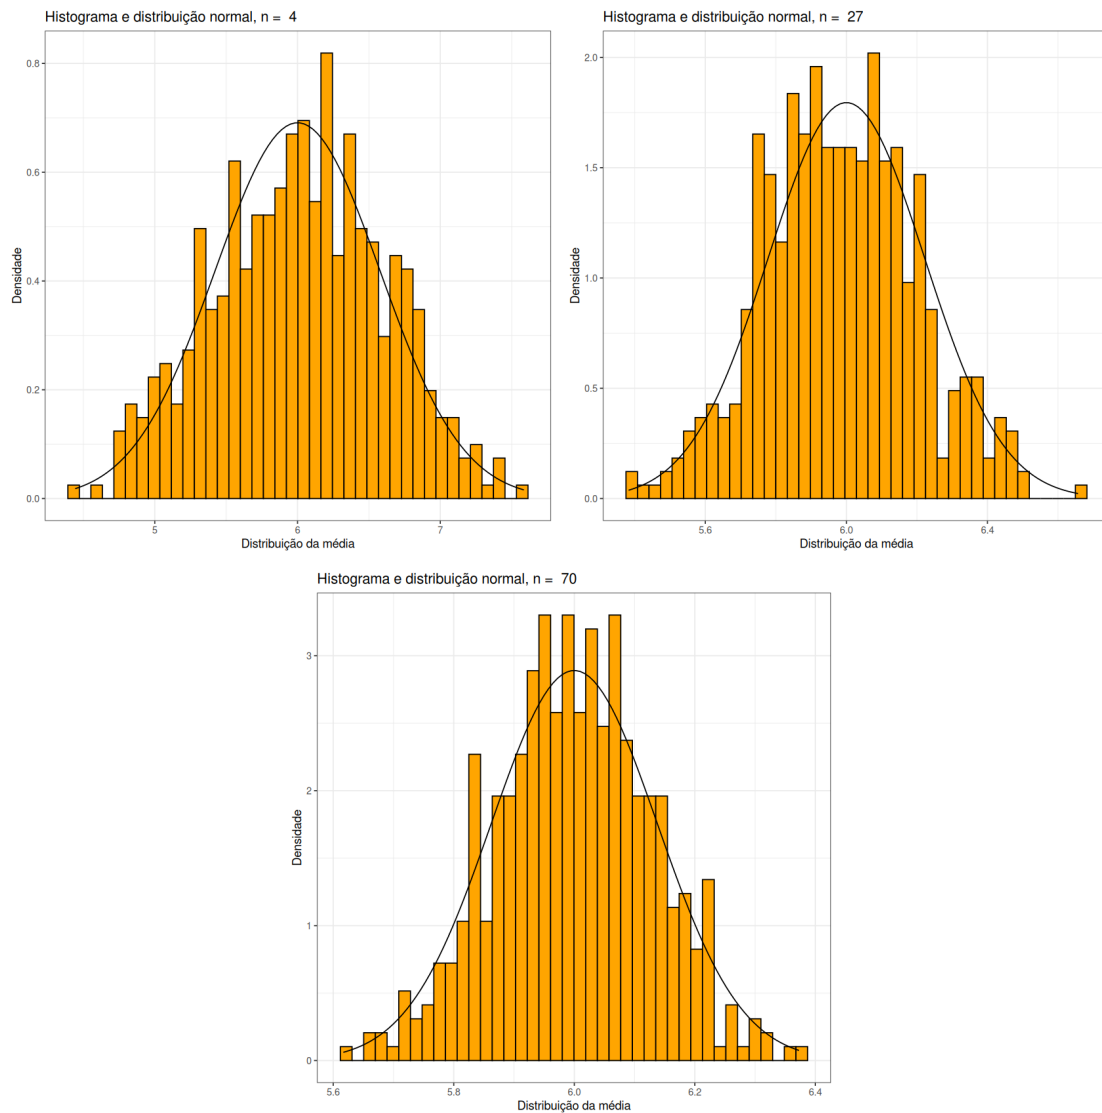 Histograma e distribuição normal, n =  4
Densidade
0.8
0.6
0.4
0.2
0.0
5 6 7
Distribuição da média
Histograma e distribuição normal, n =  27
Densidade
2.0
1.5
1.0
0.5
0.0
5.6 6.0 6.4
Distribuição da média
Histograma e distribuição normal, n =  70
Densidade
3
2
1
0
5.6 5.8 6.0 6.2 6.4
Distribuição da média